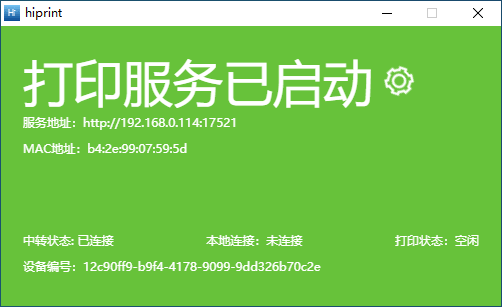 hiprint
打印服务已启动
服务地址：http://192.168.0.114:17521
MAC地址：b4:2e:99:07:59:5d
中转状态: 已连接 本地连接：未连接 打印状态：空闲
设备编号：12c90ff9-b9f4-4178-9099-9dd326b70c2e